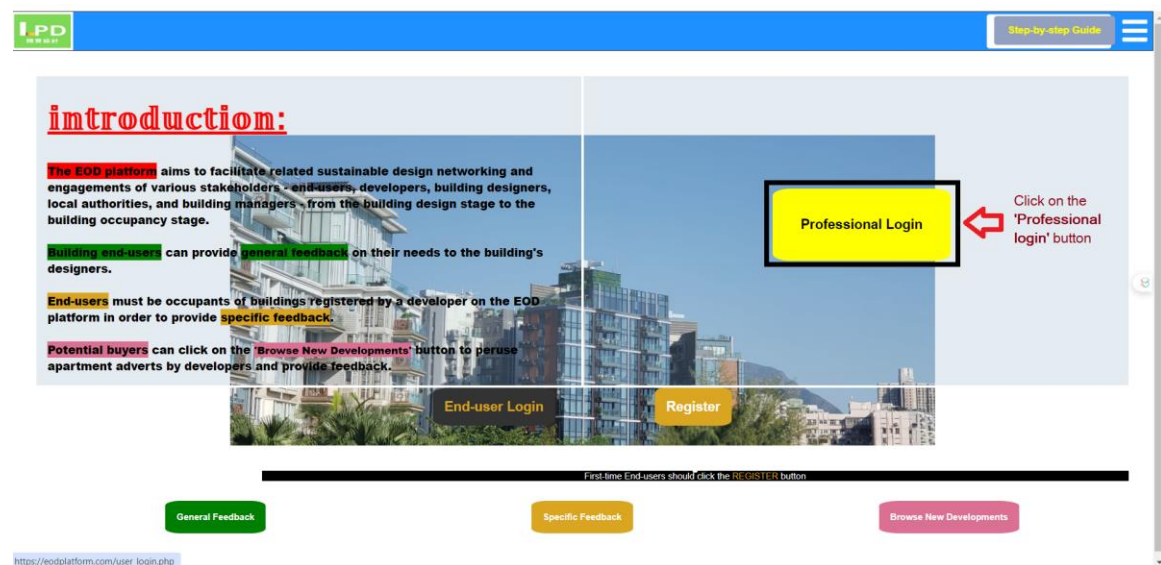 LPD
Step-by-step Guide
introduction:
The EOD platform aims to facilitate related sustainable design networking and
engagements of various stakeholders - end-users, developers, building designers,
local authorities, and building managers - from the building design stage to the
building occupancy stage.
Building end-users can provide general feedback on their needs to the building's
designers.
End-users must be occupants of buildings registered by a developer on the EOD
platform in order to provide specific feedback.
Potential buyers can click on the 'Browse New Developments' button to peruse
apartment adverts by developers and provide feedback.
Professional Login
Click on the
'Professional
login' button
End-user Login
Register
First-time End-users should click the REGISTER button
General Feedback
Specific Feedback
Browse New Developments
https://eodplatform.com/user_login.php